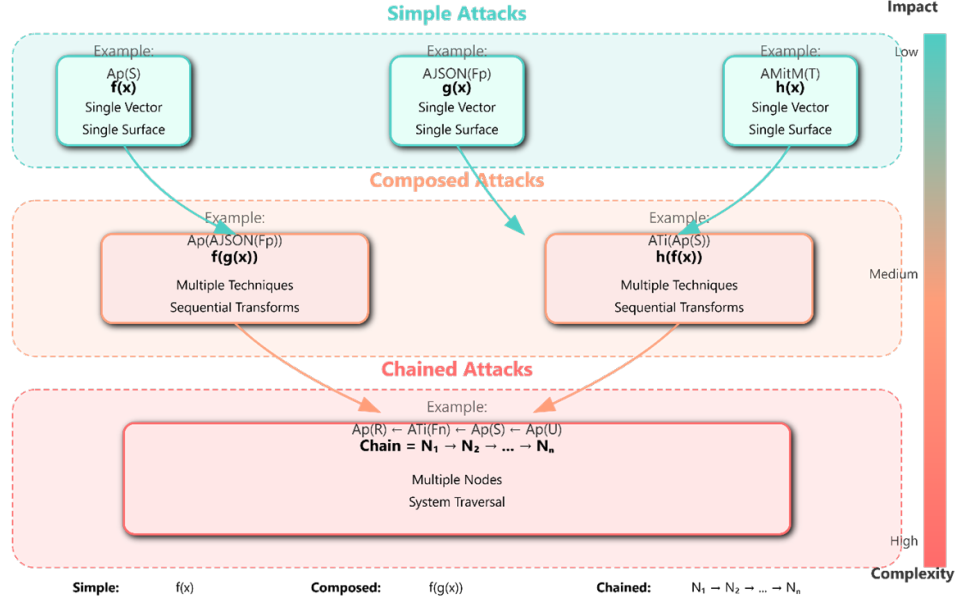 Simple Attacks
Impact
Low
Example:
Ap(S)
f(x)
Single Vector
Single Surface
Example:
AJSON(Fp)
g(x)
Single Vector
Single Surface
Example:
AMitM(T)
h(x)
Single Vector
Single Surface
Composed Attacks
Example:
Ap(AJSON(Fp))
f(g(x))
Multiple Techniques
Sequential Transforms
Example:
ATi(Ap(S))
h(f(x))
Multiple Techniques
Sequential Transforms
Medium
Chained Attacks
Example:
Ap(R) ← ATi(Fn) ← Ap(S) ← Ap(U)
Chain = N₁ → N₂ → ... → Nₙ
Multiple Nodes
System Traversal
High
Complexity
Simple: f(x) Composed: f(g(x)) Chained: N₁ → N₂ → ... → Nₙ